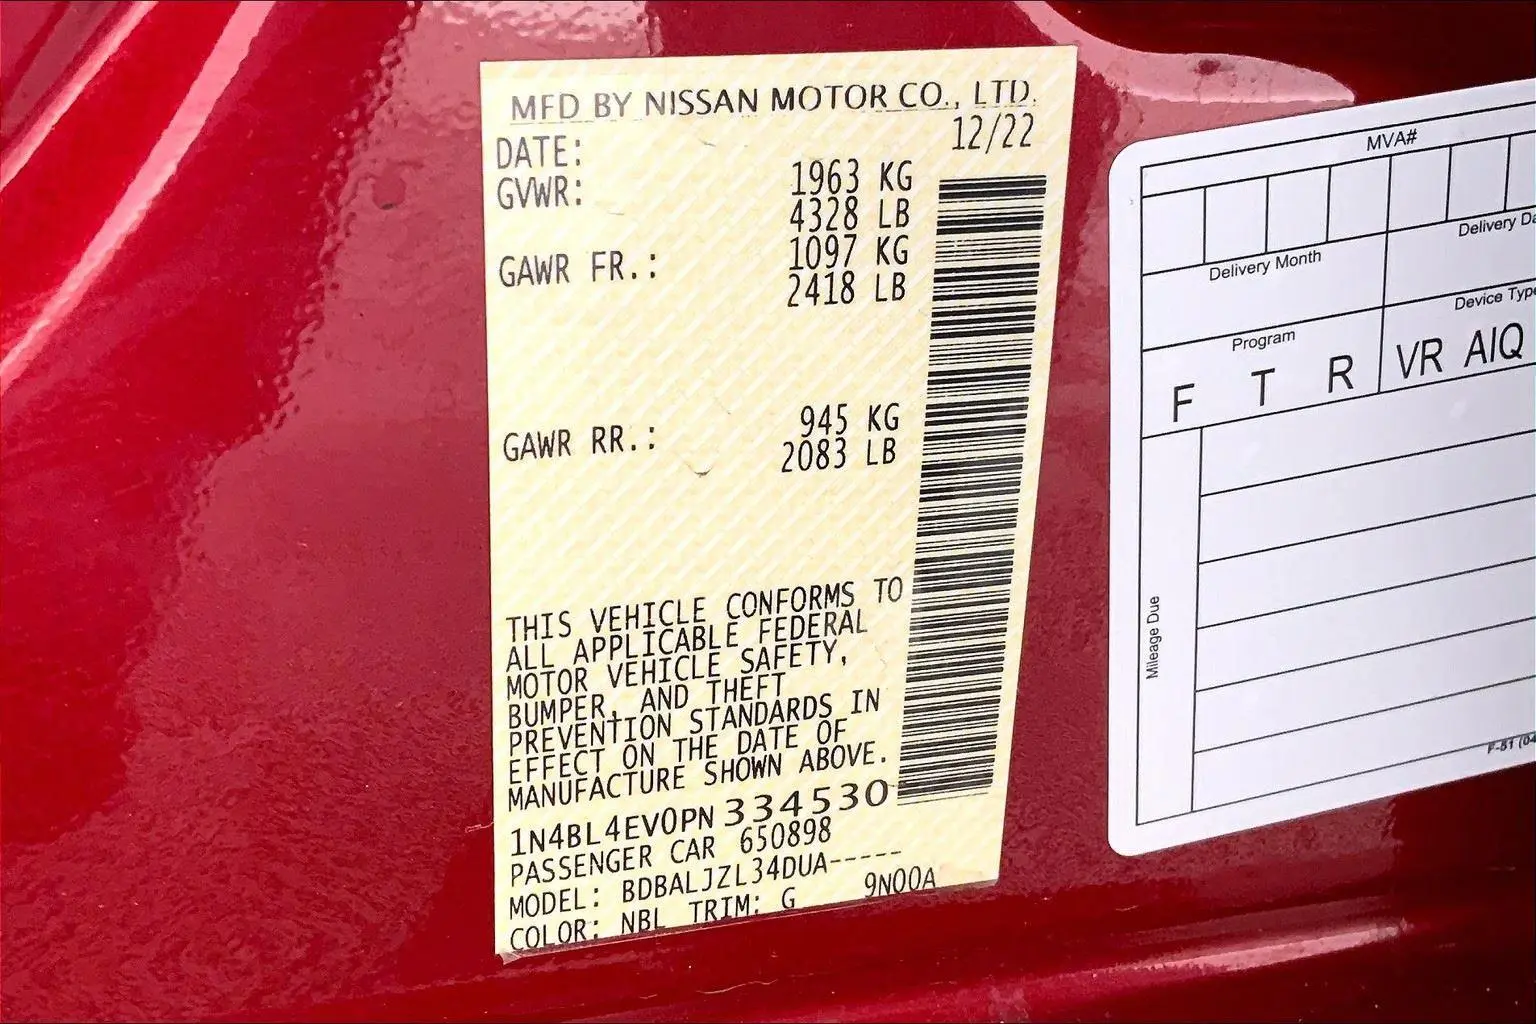 MFD BY NISSAN MOTOR CO., LTD.
DATE: 12/22
GVWR: 1963 KG
4328 LB
GAWR FR.: 1097 KG
2418 LB
GAWR RR.: 945 KG
2083 LB
THIS VEHICLE CONFORMS TO
ALL APPLICABLE FEDERAL
MOTOR VEHICLE SAFETY,
BUMPER, AND THEFT
PREVENTION STANDARDS IN
EFFECT ON THE DATE OF
MANUFACTURE SHOWN ABOVE.
1N4BL4EV0PN334530
PASSENGER CAR 650898
MODEL: BDBALJZL34DUA-----
COLOR: NBL TRIM: G 9N00A
MVA#
Delivery Month
Delivery Da
Program
Device Type
F T R VR AIQ
Mileage Due
F-51 (04